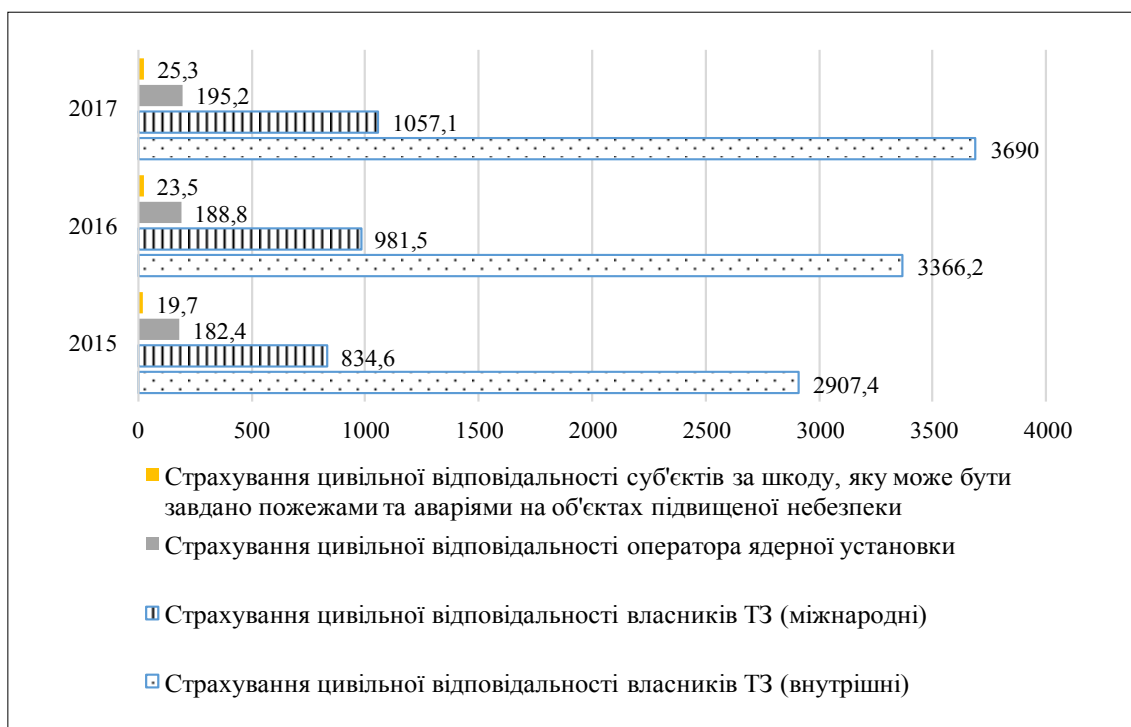 25,3
195,2
2017
1057,1
3690
23,5
188,8
2016
981,5
3366,2
19,7
182,4
2015
834,6
2907,4
0 500 1000 1500 2000 2500 3000 3500 4000
Страхування цивільної відповідальності суб'єктів за шкоду, яку може бути
завдано пожежами та аваріями на об'єктах підвищеної небезпеки
Страхування цивільної відповідальності оператора ядерної установки
Страхування цивільної відповідальності власників ТЗ (міжнародні)
Страхування цивільної відповідальності власників ТЗ (внутрішні)